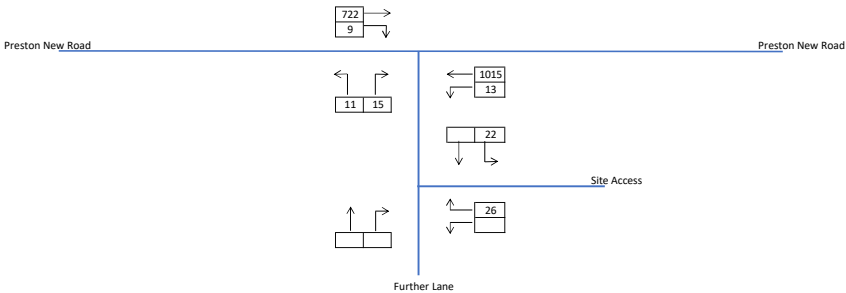 722
9
Preston New Road
Preston New Road
1015
13
11 15
22
Site Access
26
Further Lane